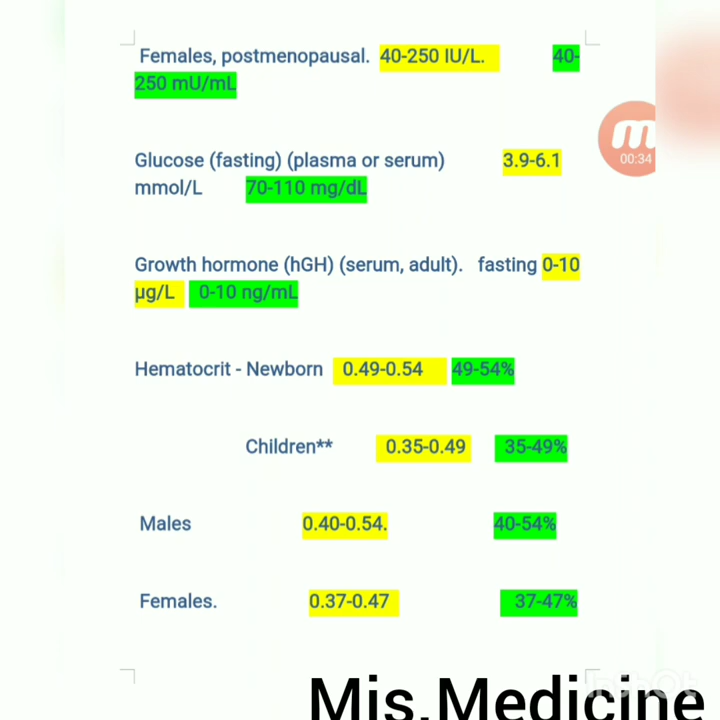 Females, postmenopausal. 40-250 IU/L. 40-
250 mU/mL
Glucose (fasting) (plasma or serum) 3.9-6.1
mmol/L 70-110 mg/dL
00:34
Growth hormone (hGH) (serum, adult). fasting 0-10
µg/L 0-10 ng/mL
Hematocrit - Newborn 0.49-0.54 49-54%
Children** 0.35-0.49 35-49%
Males 0.40-0.54. 40-54%
Females. 0.37-0.47 37-47%
InShOt
Mis.Medicine